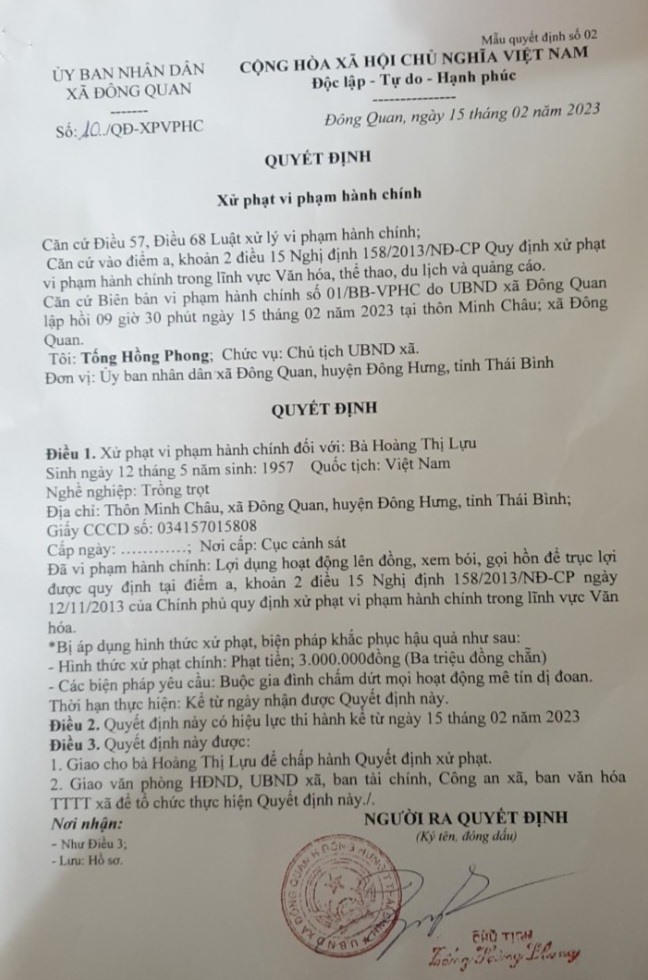 Mẫu quyết định số 02
ỦY BAN NHÂN DÂN
XÃ ĐÔNG QUAN
CỘNG HÒA XÃ HỘI CHỦ NGHĨA VIỆT NAM
Độc lập - Tự do - Hạnh phúc
Số: 10../QĐ-XPVPHC
Đông Quan, ngày 15 tháng 02 năm 2023
QUYẾT ĐỊNH
Xử phạt vi phạm hành chính
Căn cứ Điều 57, Điều 68 Luật xử lý vi phạm hành chính;
Căn cứ vào điểm a, khoản 2 điều 15 Nghị định 158/2013/NĐ-CP Quy định xử phạt
vi phạm hành chính trong lĩnh vực Văn hóa, thể thao, du lịch và quảng cáo.
Căn cứ Biên bản vi phạm hành chính số 01/BB-VPHC do UBND xã Đông Quan
lập hồi 09 giờ 30 phút ngày 15 tháng 02 năm 2023 tại thôn Minh Châu; xã Đông
Quan.
Tôi: Tống Hồng Phong; Chức vụ: Chủ tịch UBND xã.
Đơn vị: Ủy ban nhân dân xã Đông Quan, huyện Đông Hưng, tỉnh Thái Bình
QUYẾT ĐỊNH
Điều 1. Xử phạt vi phạm hành chính đối với: Bà Hoàng Thị Lựu
Sinh ngày 12 tháng 5 năm sinh: 1957 Quốc tịch: Việt Nam
Nghề nghiệp: Trồng trọt
Địa chỉ: Thôn Minh Châu, xã Đông Quan, huyện Đông Hưng, tỉnh Thái Bình;
Giấy CCCD số: 034157015808
Cấp ngày: ............; Nơi cấp: Cục cảnh sát
Đã vi phạm hành chính: Lợi dụng hoạt động lên đồng, xem bói, gọi hồn để trục lợi
được quy định tại điểm a, khoản 2 điều 15 Nghị định 158/2013/NĐ-CP ngày
12/11/2013 của Chính phủ quy định xử phạt vi phạm hành chính trong lĩnh vực Văn
hóa.
*Bị áp dụng hình thức xử phạt, biện pháp khắc phục hậu quả như sau:
- Hình thức xử phạt chính: Phạt tiền; 3.000.000đồng (Ba triệu đồng chẵn)
- Các biện pháp yêu cầu: Buộc gia đình chấm dứt mọi hoạt động mê tín dị đoan.
Thời hạn thực hiện: Kể từ ngày nhận được Quyết định này.
Điều 2. Quyết định này có hiệu lực thi hành kể từ ngày 15 tháng 02 năm 2023
Điều 3. Quyết định này được:
1. Giao cho bà Hoàng Thị Lựu để chấp hành Quyết định xử phạt.
2. Giao văn phòng HĐND, UBND xã, ban tài chính, Công an xã, ban văn hóa
TTTT xã để tổ chức thực hiện Quyết định này./.
Nơi nhận:
- Như Điều 3;
- Lưu: Hồ sơ.
NGƯỜI RA QUYẾT ĐỊNH
(Ký tên, đóng dấu)
CHỦ TỊCH
Tống Hồng Phong